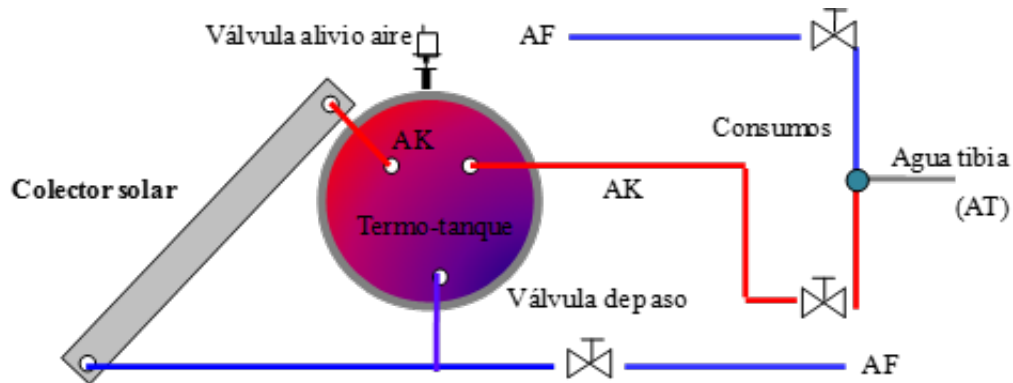 Válvula alivio aire
AF
Consumos
AK
Agua tibia
(AT)
Colector solar
AK
Termo-tanque
Válvula de paso
AF